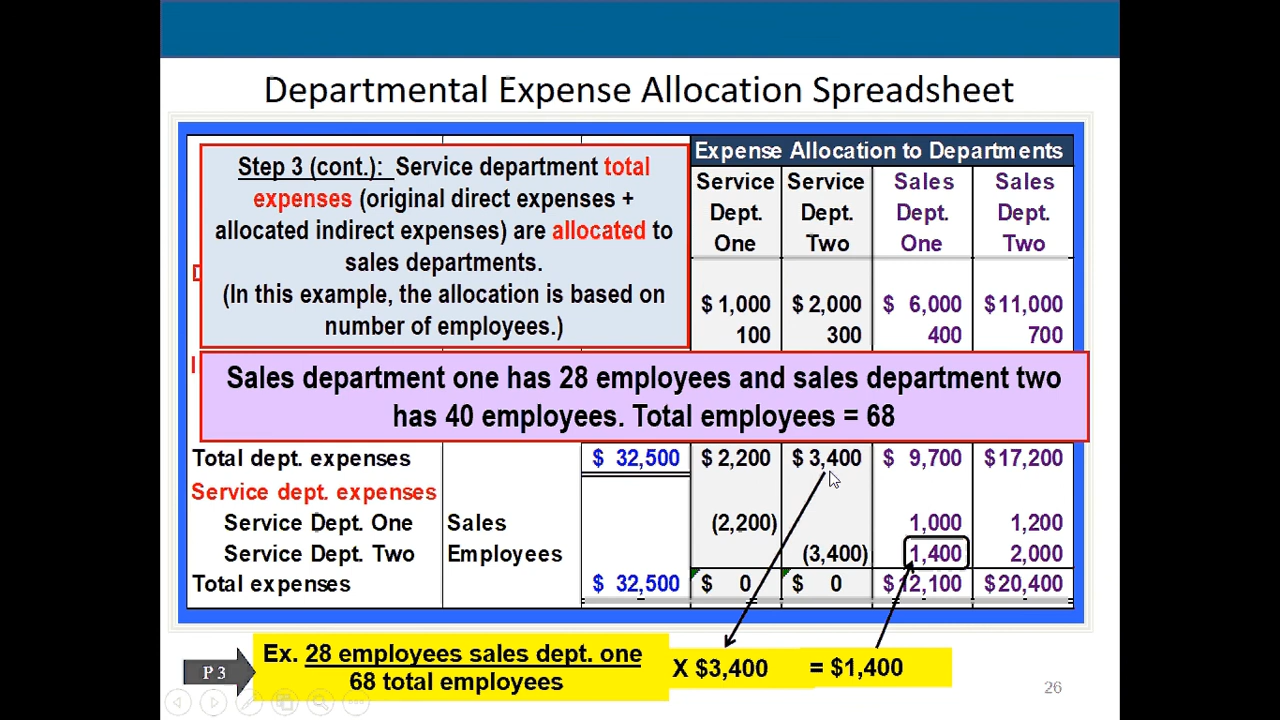 Departmental Expense Allocation Spreadsheet
Step 3 (cont.): Service department total
expenses (original direct expenses +
allocated indirect expenses) are allocated to
sales departments.
(In this example, the allocation is based on
number of employees.)
Expense Allocation to Departments
Service Service Sales Sales
Dept. Dept. Dept. Dept.
One Two One Two
$ 1,000 $ 2,000 $ 6,000 $11,000
100 300 400 700
Sales department one has 28 employees and sales department two
has 40 employees. Total employees = 68
Total dept. expenses $ 32,500 $ 2,200 $ 3,400 $ 9,700 $17,200
Service dept. expenses
Service Dept. One Sales (2,200) 1,000 1,200
Service Dept. Two Employees (3,400) 1,400 2,000
Total expenses $ 32,500 $ 0 $ 0 $12,100 $20,400
P 3
Ex. 28 employees sales dept. one
68 total employees
X $3,400 = $1,400
26